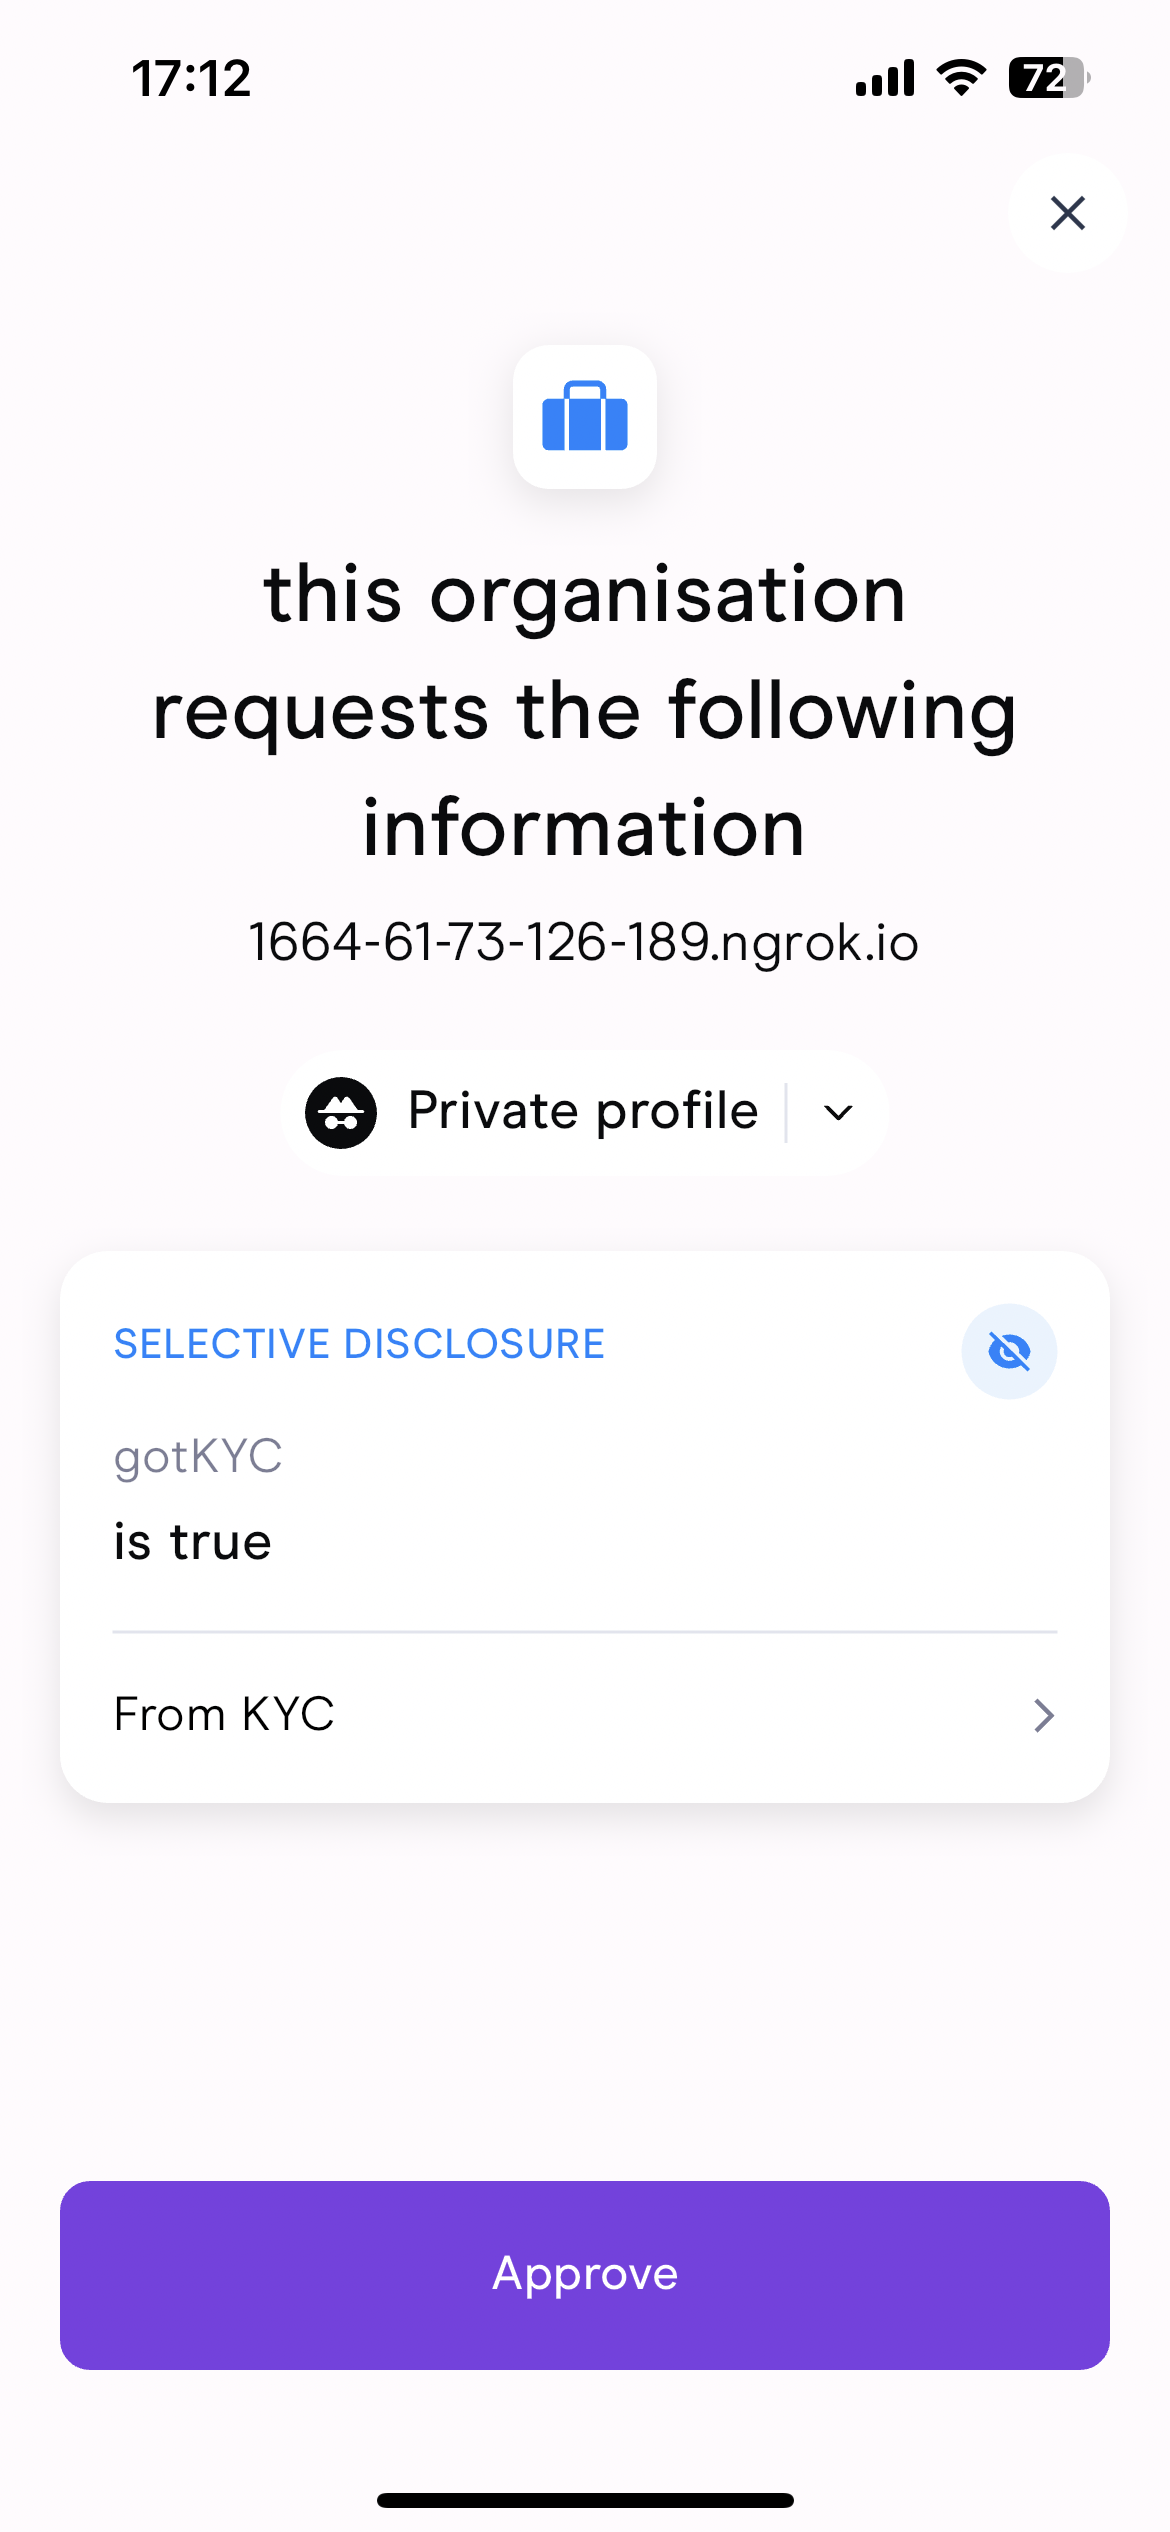 17:12
72
this organisation
requests the following
information
1664-61-73-126-189.ngrok.io
Private profile
SELECTIVE DISCLOSURE
gotKYC
is true
From KYC
Approve